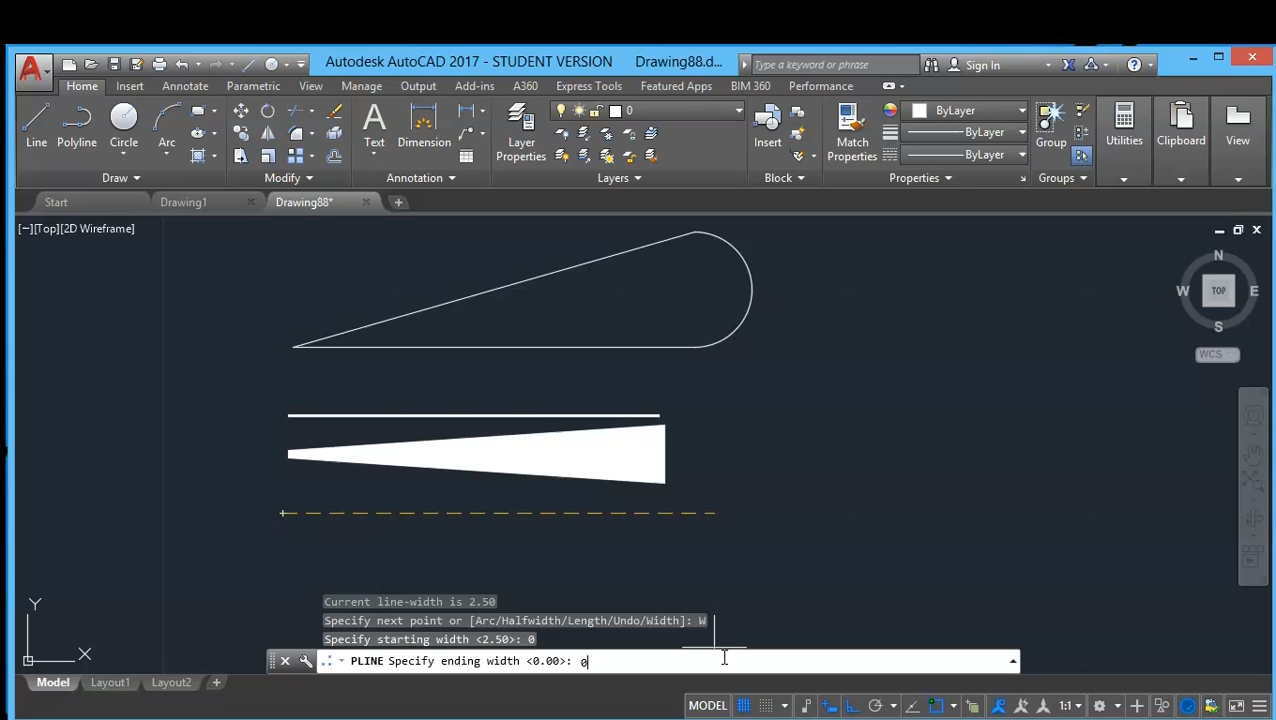 Autodesk AutoCAD 2017 - STUDENT VERSION Drawing88.d... Type a keyword or phrase Sign In
Home Insert Annotate Parametric View Manage Output Add-ins A360 Express Tools Featured Apps BIM 360 Performance
Line Polyline Circle Arc Text Dimension Layer Properties 0 Insert Match Properties ByLayer ByLayer ByLayer Group Utilities Clipboard View
Draw Modify Annotation Layers Block Properties Groups
Start Drawing1 Drawing88*
[−][Top][2D Wireframe]
N
W TOP E
S
WCS
Y
X
Current line-width is 2.50
Specify next point or [Arc/Halfwidth/Length/Undo/Width]: W
Specify starting width <2.50>: 0
PLINE Specify ending width <0.00>: 0
Model Layout1 Layout2
MODEL 1:1